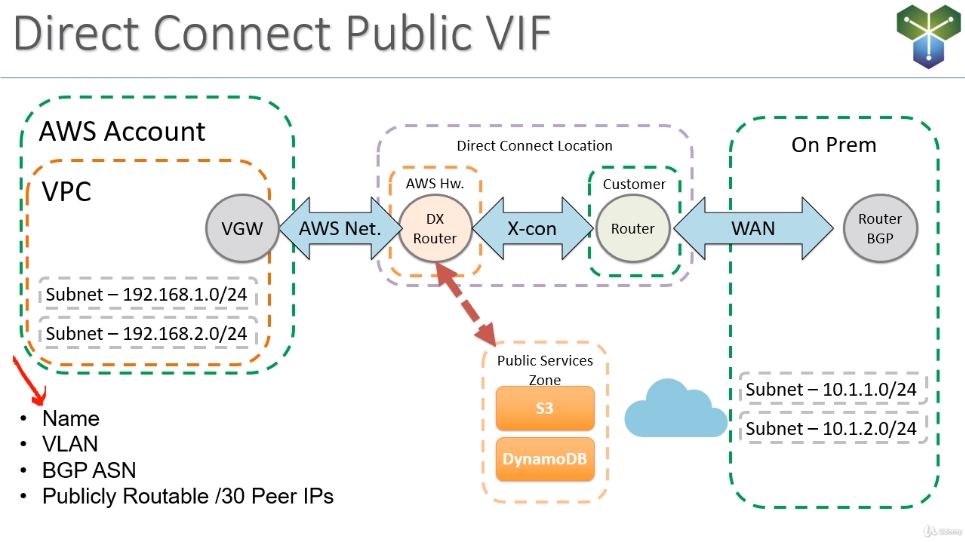 Direct Connect Public VIF
AWS Account
VPC
VGW
AWS Net.
Direct Connect Location
AWS Hw.
DX
Router
X-con
Customer
Router
WAN
On Prem
Router
BGP
Subnet – 192.168.1.0/24
Subnet – 192.168.2.0/24
Public Services
Zone
S3
DynamoDB
Subnet – 10.1.1.0/24
Subnet – 10.1.2.0/24
• Name
• VLAN
• BGP ASN
• Publicly Routable /30 Peer IPs
Udemy